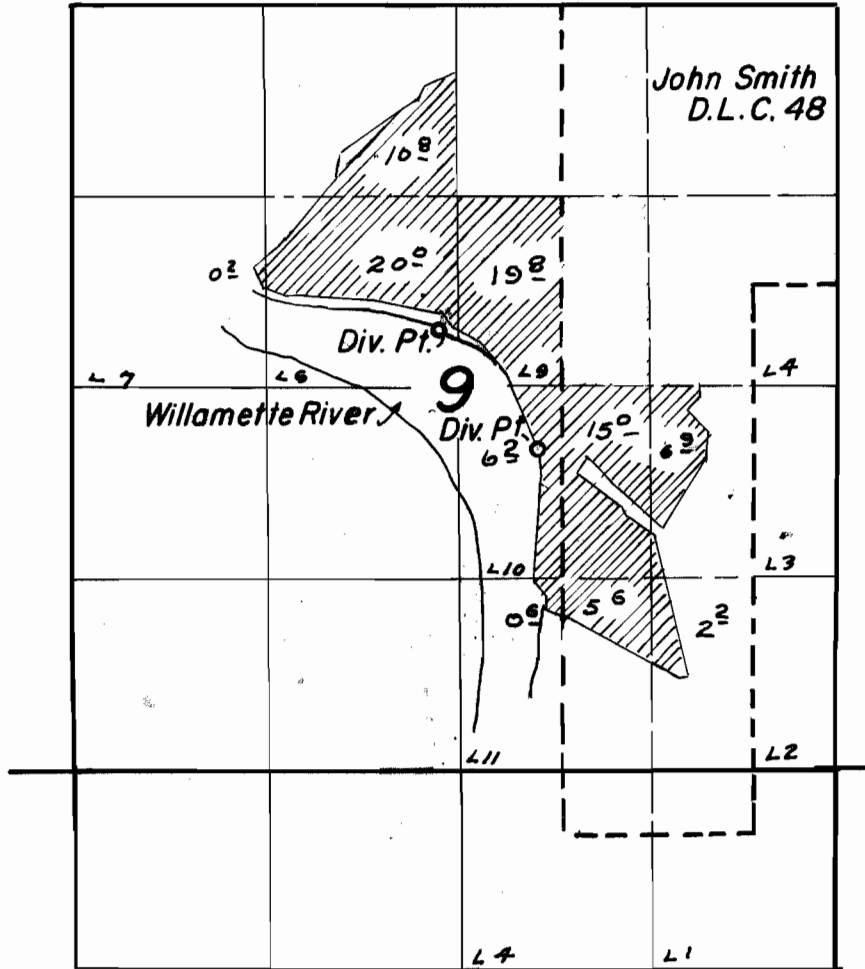 John Smith
D.L.C. 48
10 8
0 2
20 0
19 8
Div. Pt.
L 7
L 6
9
L 9
L 4
Willamette River
Div. Pt.
6 2
15 0
6 9
L 10
L 3
0 6
5 6
2 2
L 11
L 2
L 4
L 1